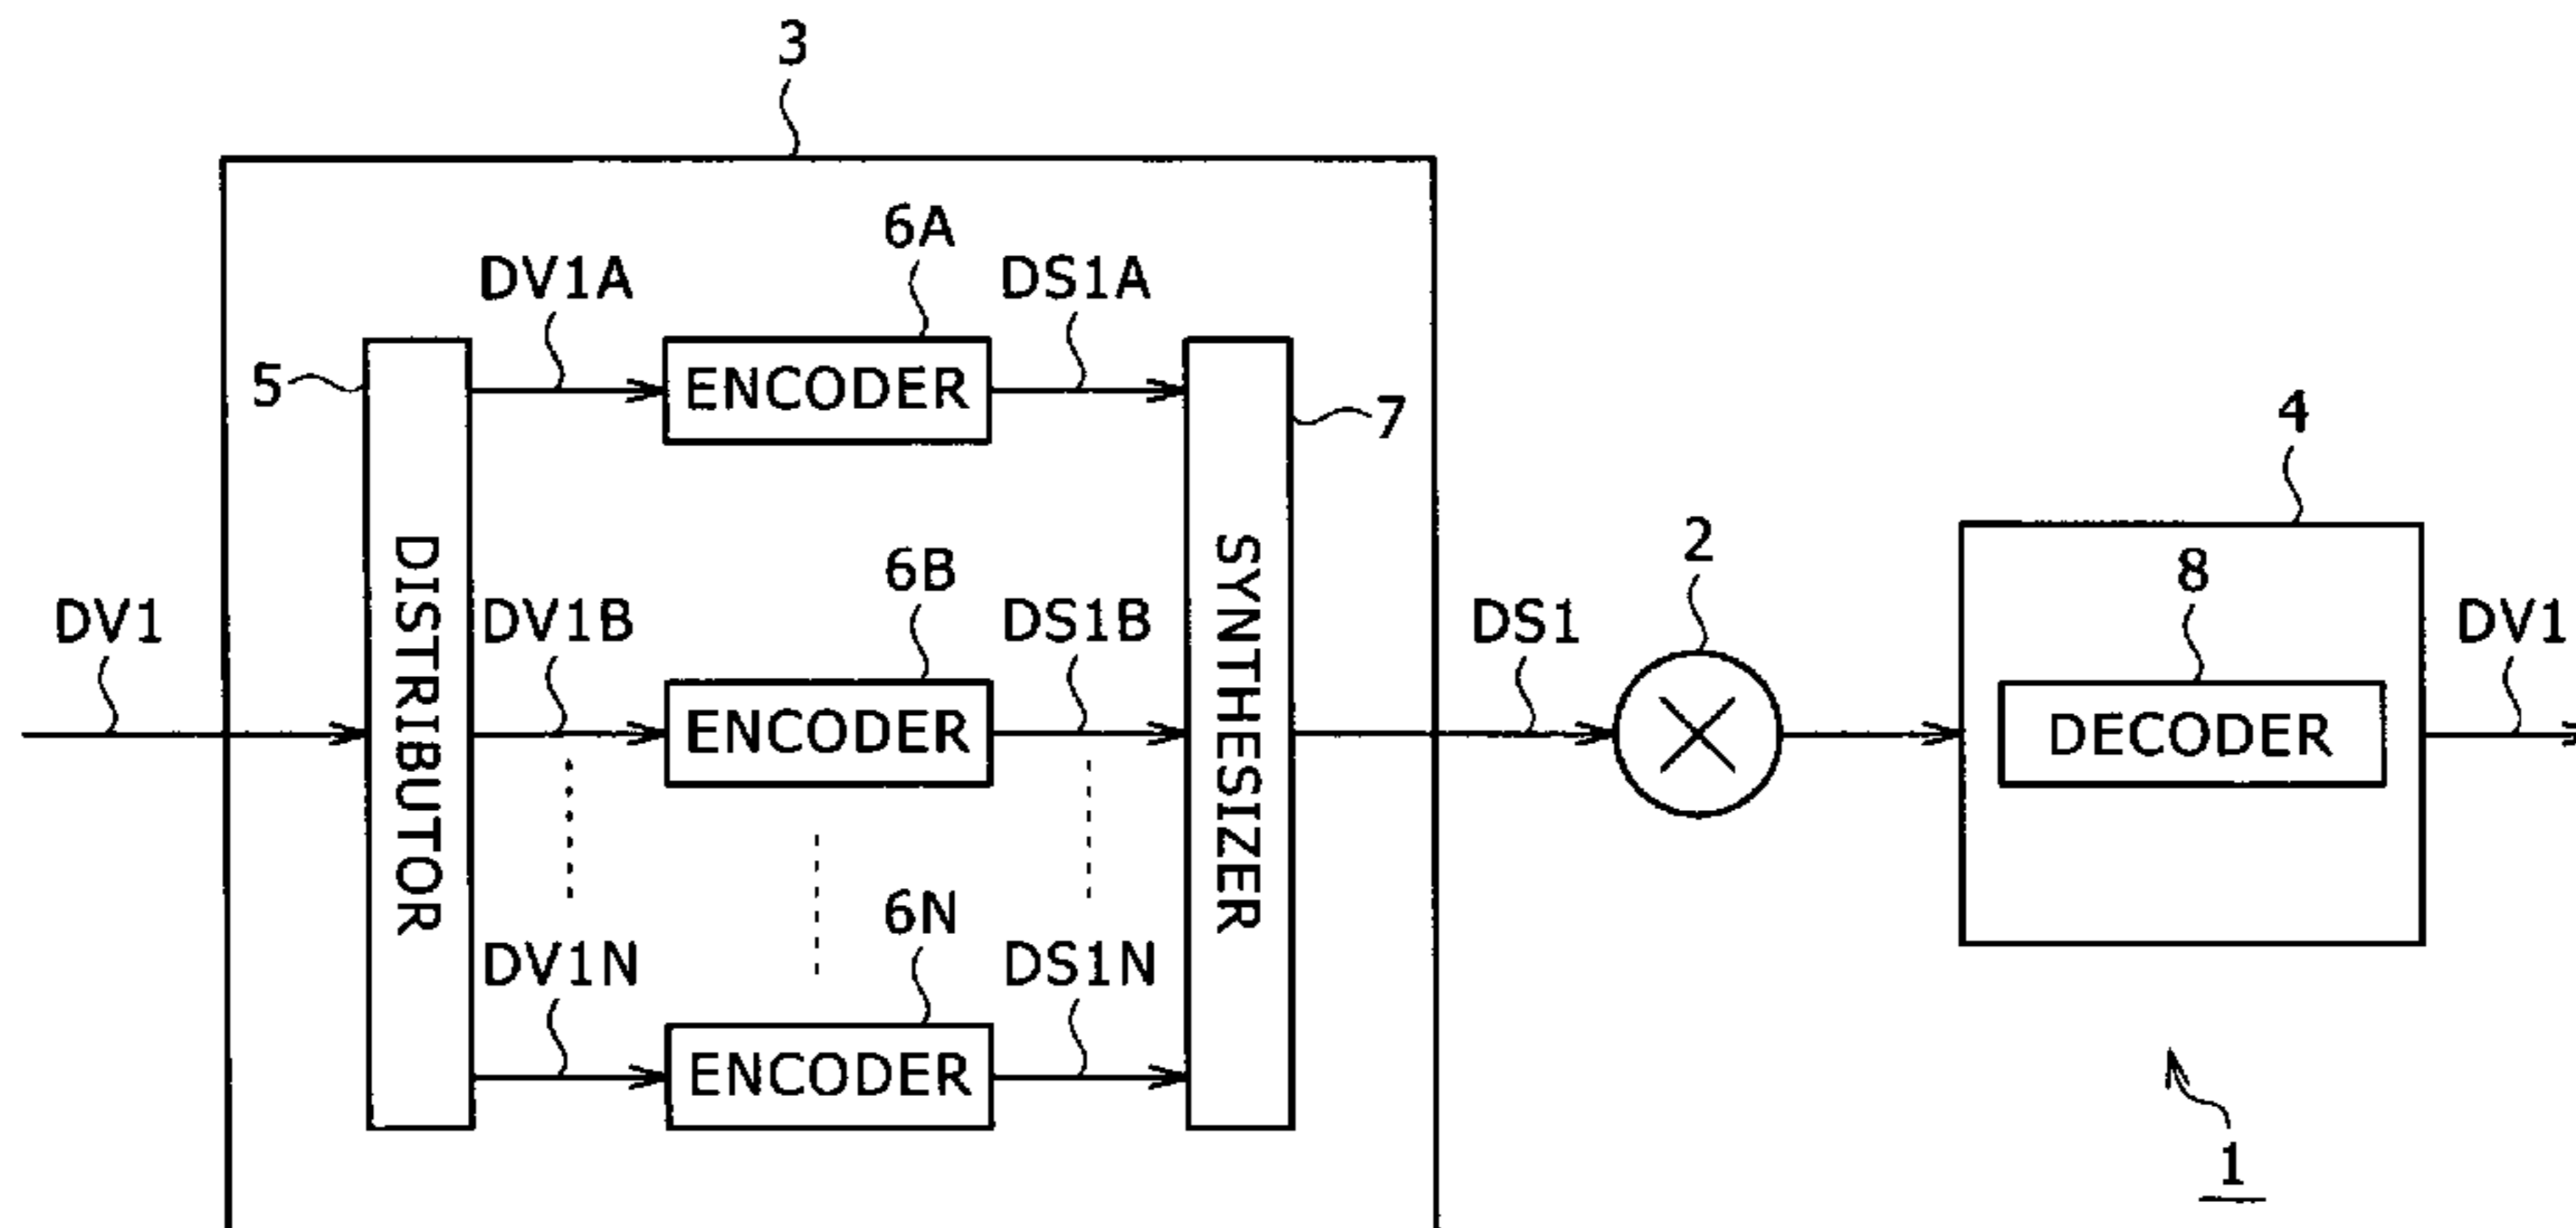 3
6A
DV1A
DS1A
5
ENCODER
7
4
DISTRIBUTOR
SYNTHESIZER
6B
2
8
DV1
DV1B
DS1B
DS1
DV1
ENCODER
DECODER
6N
DV1N
DS1N
ENCODER
1